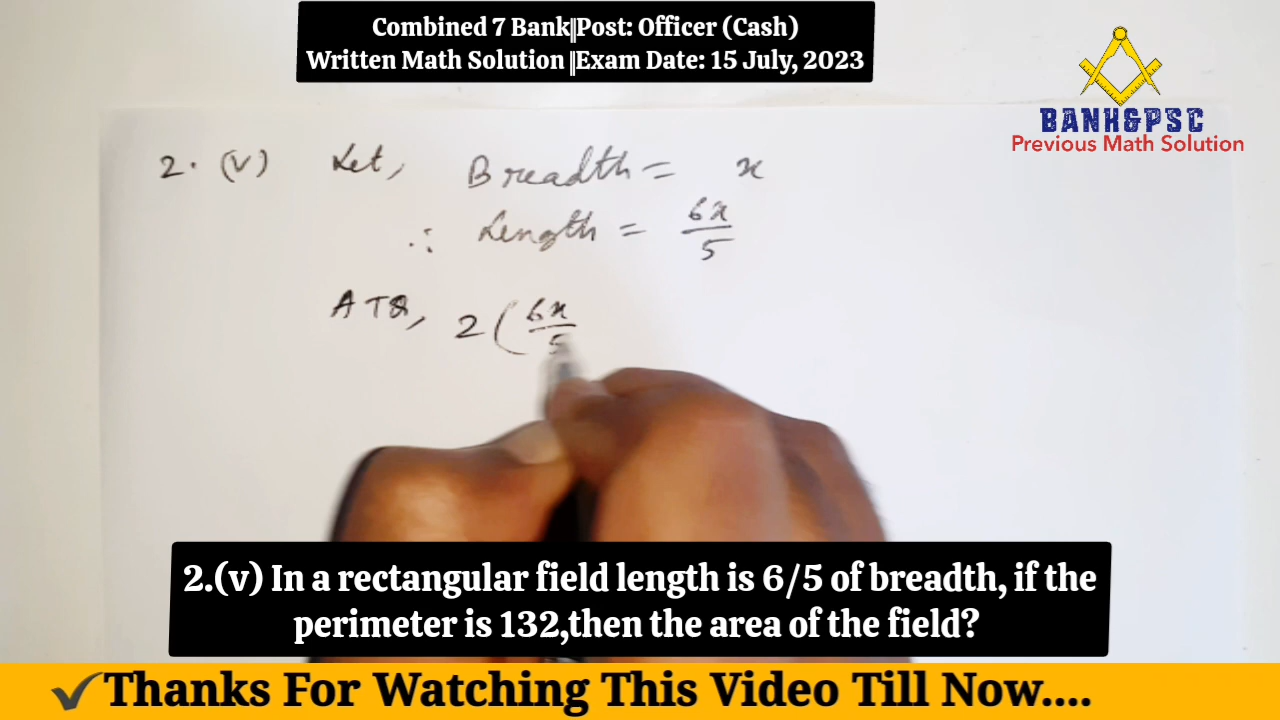 Combined 7 Bank||Post: Officer (Cash)
Written Math Solution ||Exam Date: 15 July, 2023
BANK&PSC
Previous Math Solution
2. (v) Let, Breadth = x
∴ Length = 6x/5
ATQ, 2 ( 6x/5
2.(v) In a rectangular field length is 6/5 of breadth, if the
perimeter is 132,then the area of the field?
✔Thanks For Watching This Video Till Now....